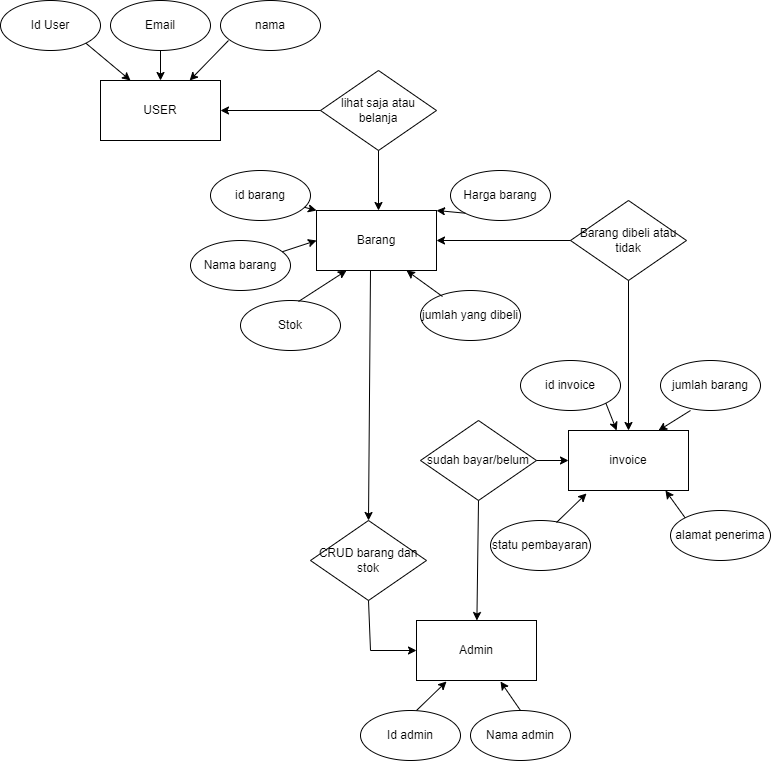 Id User
Email
nama
USER
lihat saja atau
belanja
id barang
Harga barang
Barang
Barang dibeli atau
tidak
Nama barang
Stok
jumlah yang dibeli
id invoice
jumlah barang
sudah bayar/belum
invoice
statu pembayaran
alamat penerima
CRUD barang dan
stok
Admin
Id admin
Nama admin